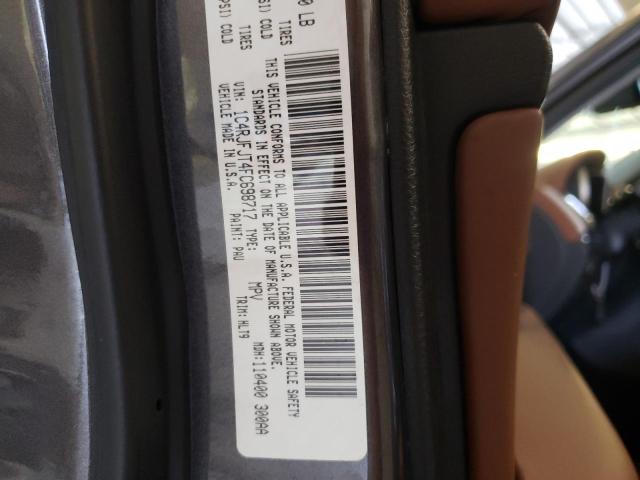 0 LB
TIRES
(PSI) COLD
TIRES
(PSI) COLD
THIS VEHICLE CONFORMS TO ALL APPLICABLE U.S.A. FEDERAL MOTOR VEHICLE SAFETY
STANDARDS IN EFFECT ON THE DATE OF MANUFACTURE SHOWN ABOVE.
VIN: 1C4RJFJT4FC698717 TYPE: MPV MDH:110400 300AA
VEHICLE MADE IN U.S.A. PAINT: PAU TRIM:HLT9